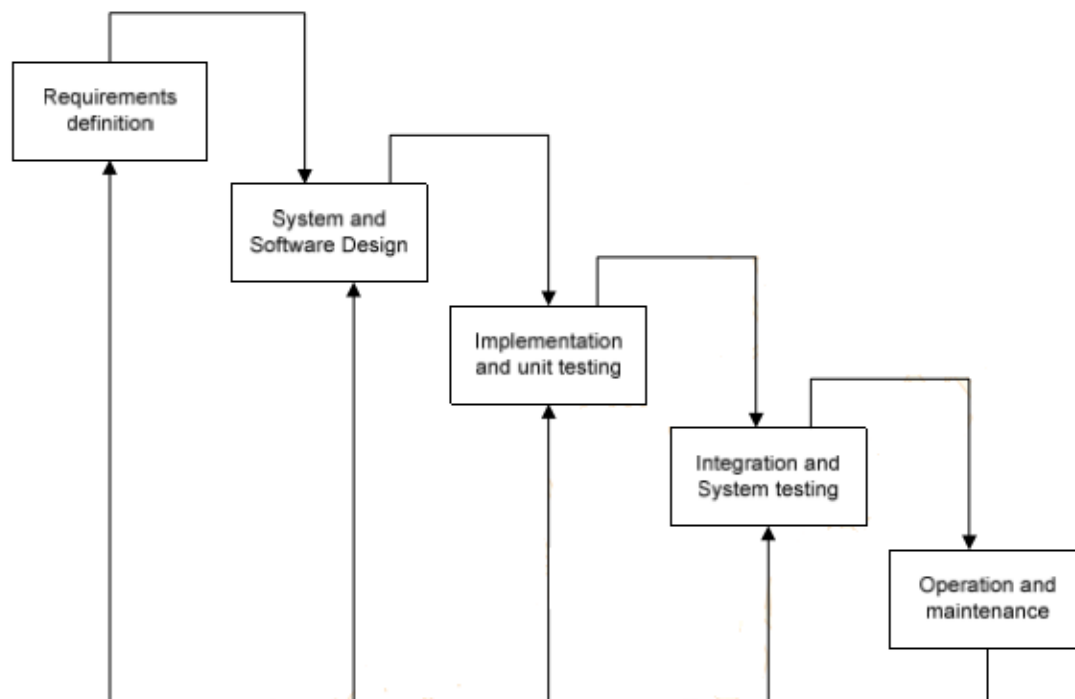 Requirements
definition
System and
Software Design
Implementation
and unit testing
Integration and
System testing
Operation and
maintenance